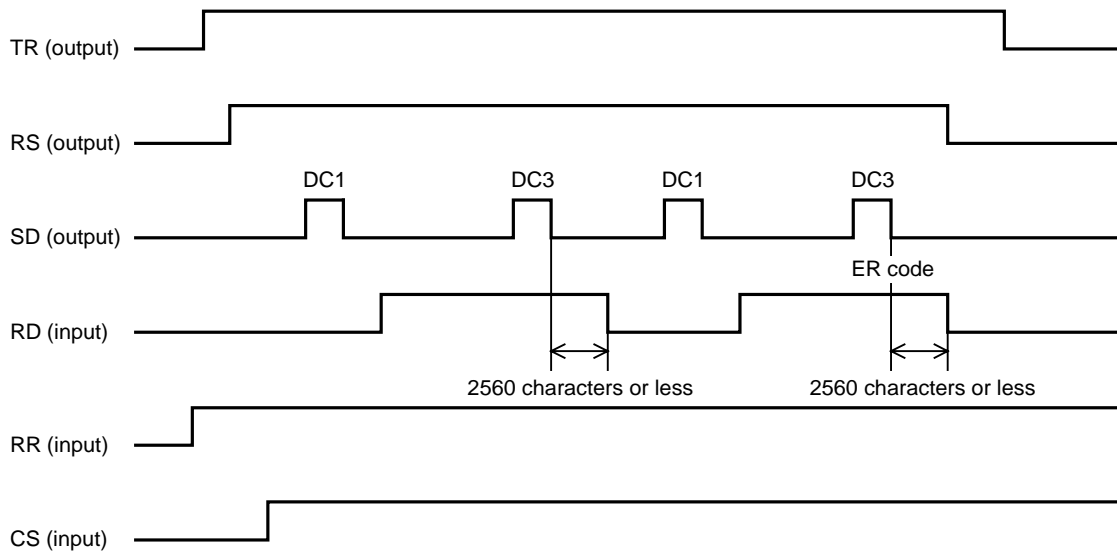 TR (output)
RS (output)
DC1 DC3 DC1 DC3
SD (output)
ER code
RD (input)
2560 characters or less 2560 characters or less
RR (input)
CS (input)